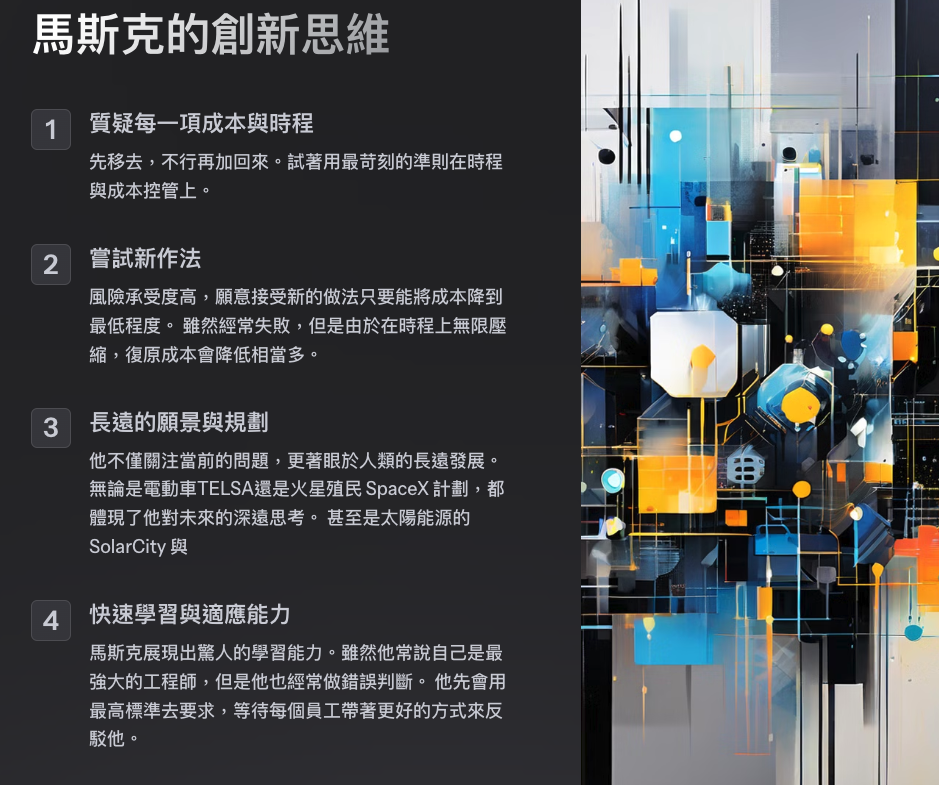 馬斯克的創新思維
1
質疑每一項成本與時程
先移去，不行再加回來。試著用最苛刻的準則在時程
與成本控管上。
2
嘗試新作法
風險承受度高，願意接受新的做法只要能將成本降到
最低程度。 雖然經常失敗，但是由於在時程上無限壓
縮，復原成本會降低相當多。
3
長遠的願景與規劃
他不僅關注當前的問題，更著眼於人類的長遠發展。
無論是電動車TELSA還是火星殖民 SpaceX 計劃，都
體現了他對未來的深遠思考。 甚至是太陽能源的
SolarCity 與
4
快速學習與適應能力
馬斯克展現出驚人的學習能力。雖然他常說自己是最
強大的工程師，但是他也經常做錯誤判斷。 他先會用
最高標準去要求，等待每個員工帶著更好的方式來反
駁他。